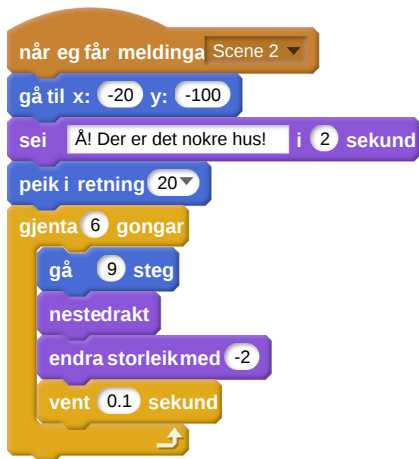 når eg får meldinga Scene 2
gå til x: -20 y: -100
sei Å! Der er det nokre hus! i 2 sekund
peik i retning 20
gjenta 6 gongar
gå 9 steg
nestedrakt
endra storleik med -2
vent 0.1 sekund